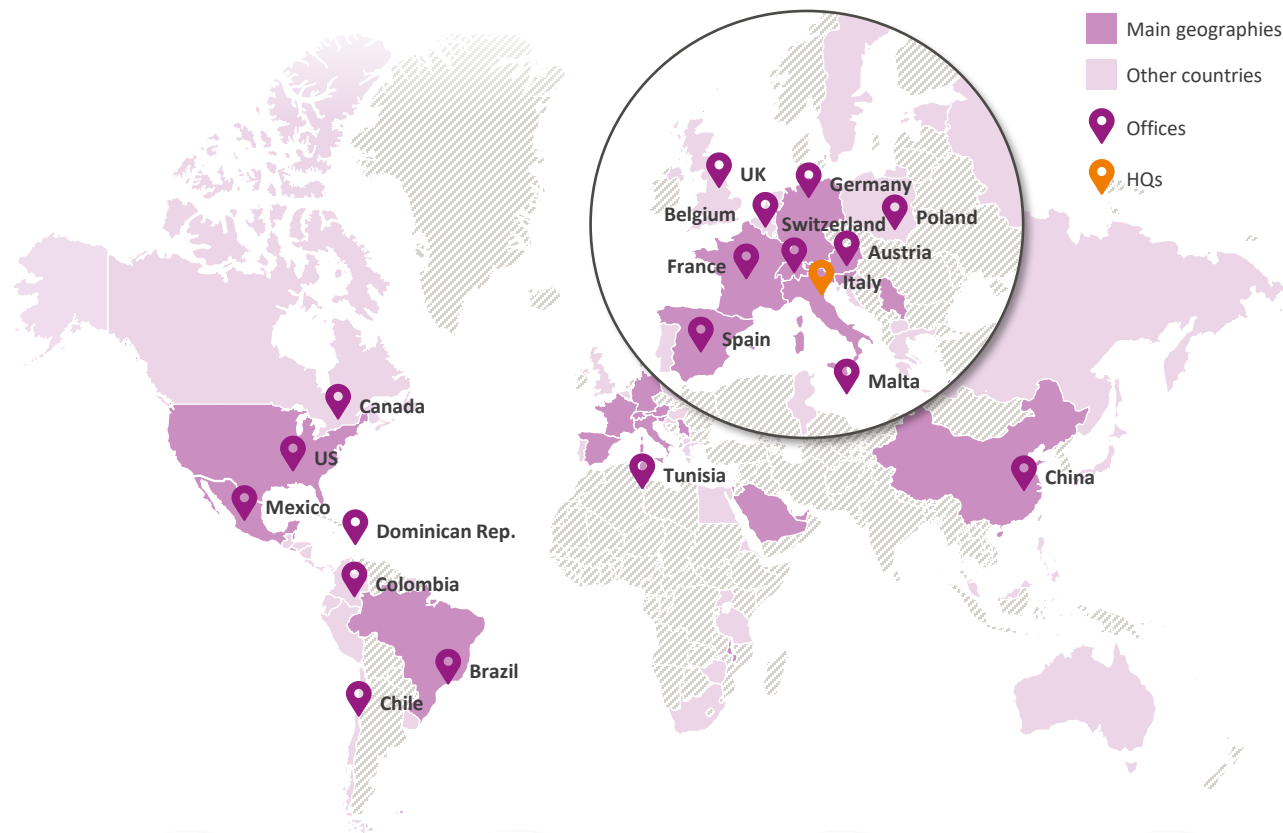 Main geographies
Other countries
Offices
HQs
UK
Germany
Belgium
Switzerland
Poland
Austria
France
Italy
Spain
Malta
Canada
US
Tunisia
China
Mexico
Dominican Rep.
Colombia
Brazil
Chile